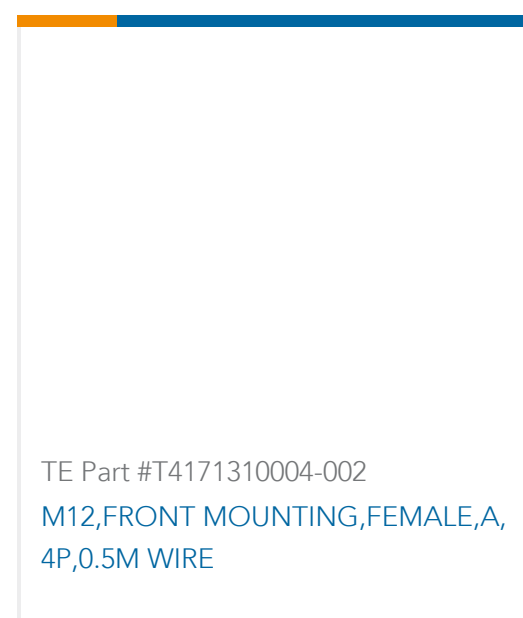 TE Part #T4171310004-002
M12,FRONT MOUNTING,FEMALE,A,
4P,0.5M WIRE